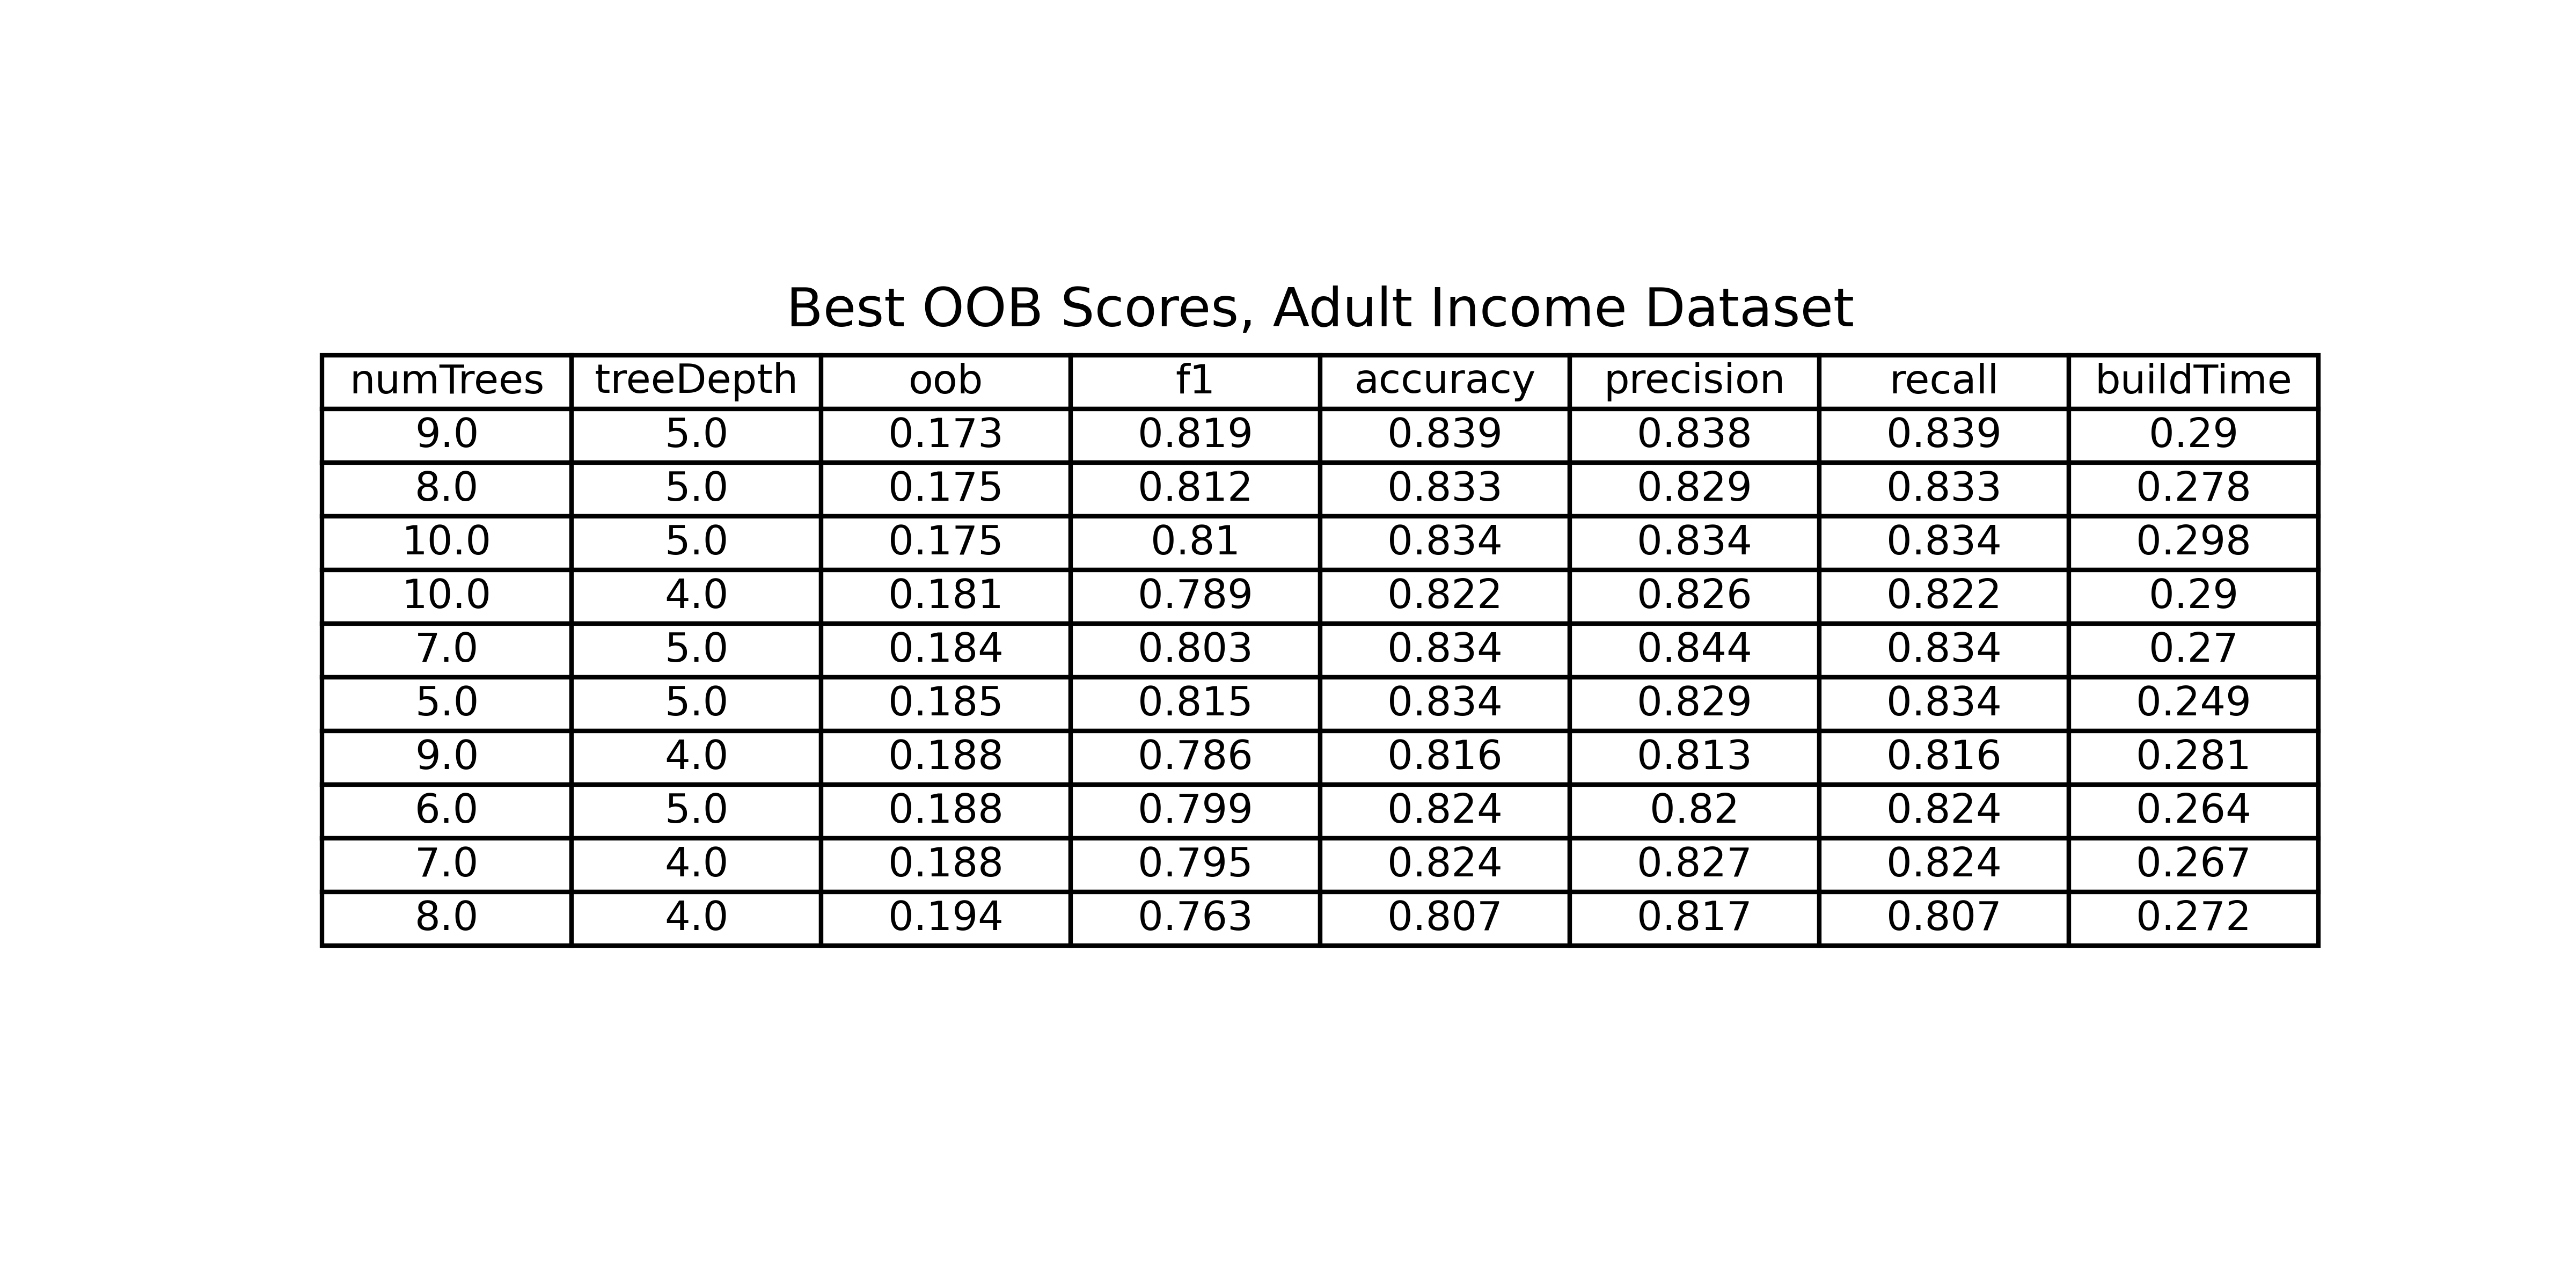 Best OOB Scores, Adult Income Dataset
numTrees treeDepth oob f1 accuracy precision recall buildTime
9.0 5.0 0.173 0.819 0.839 0.838 0.839 0.29
8.0 5.0 0.175 0.812 0.833 0.829 0.833 0.278
10.0 5.0 0.175 0.81 0.834 0.834 0.834 0.298
10.0 4.0 0.181 0.789 0.822 0.826 0.822 0.29
7.0 5.0 0.184 0.803 0.834 0.844 0.834 0.27
5.0 5.0 0.185 0.815 0.834 0.829 0.834 0.249
9.0 4.0 0.188 0.786 0.816 0.813 0.816 0.281
6.0 5.0 0.188 0.799 0.824 0.82 0.824 0.264
7.0 4.0 0.188 0.795 0.824 0.827 0.824 0.267
8.0 4.0 0.194 0.763 0.807 0.817 0.807 0.272